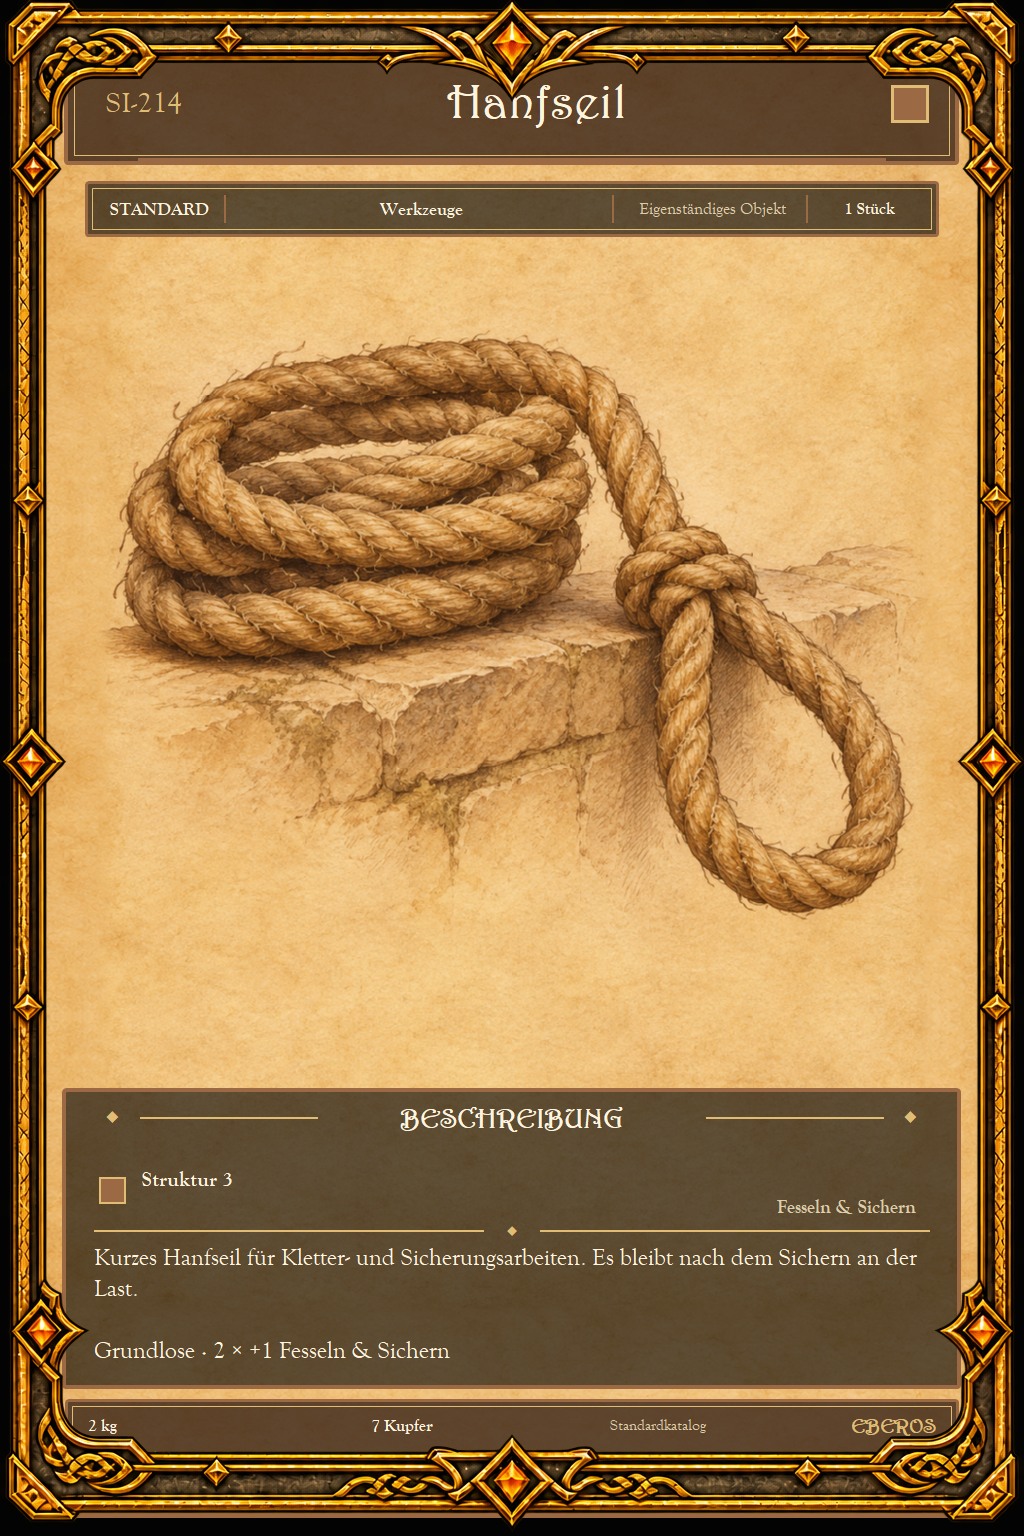 SI-214
Hanfseil
STANDARD
Werkzeuge
Eigenständiges Objekt
1 Stück
BESCHREIBUNG
Struktur 3
Fesseln & Sichern
Kurzes Hanfseil für Kletter- und Sicherungsarbeiten. Es bleibt nach dem Sichern an der
Last.
Grundlose · 2 × +1 Fesseln & Sichern
2 kg
7 Kupfer
Standardkatalog
EBEROS